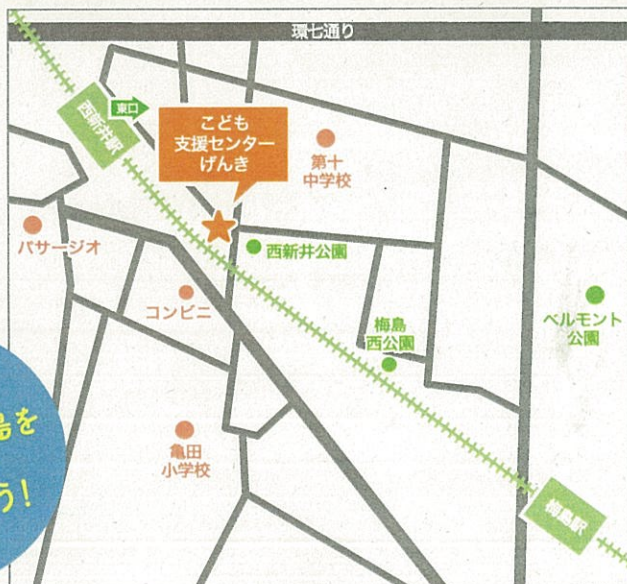 環七通り
西新井駅
東口
こども
支援センター
げんき
第十
中学校
パサージオ
西新井公園
コンビニ
梅島
西公園
ベルモント
公園
島を
う!
亀田
小学校
梅島駅